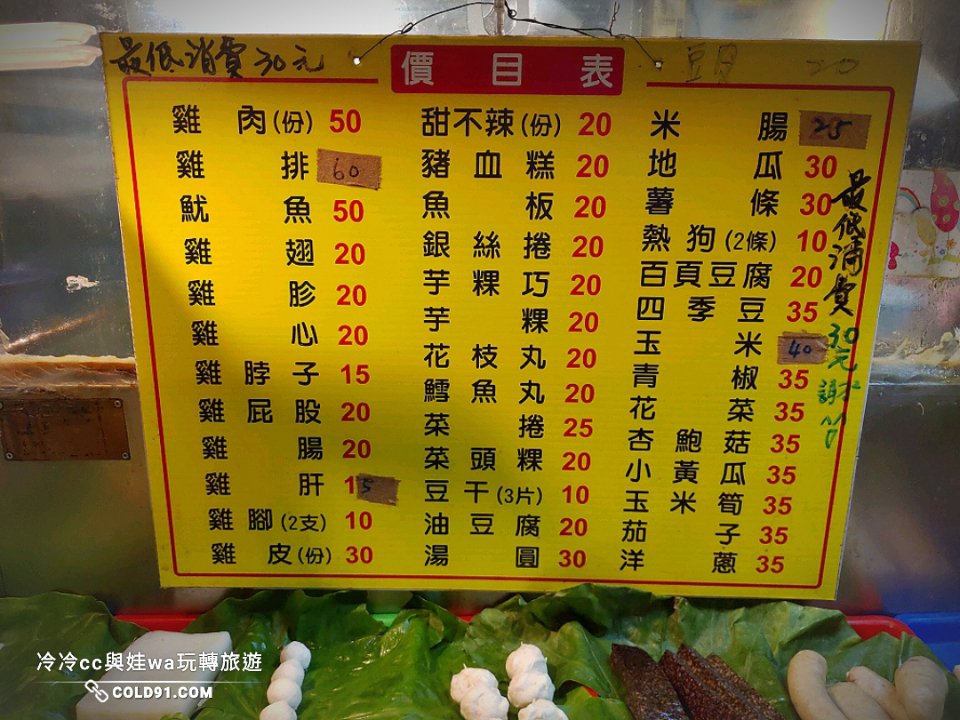 最低消費30元
價目表
豆 20
雞肉(份) 50
雞排 60
魷魚 50
雞翅 20
雞胗 20
雞心 20
雞脖子 15
雞屁股 20
雞腸 20
雞肝 15
雞腳(2支) 10
雞皮(份) 30
甜不辣(份) 20
豬血糕 20
魚板 20
銀絲捲 20
芋粿巧 20
芋粿 20
花枝丸 20
鱈魚丸 20
菜捲 25
菜頭粿 20
豆干(3片) 10
油豆腐 20
湯圓 30
米腸 25
地瓜 30
薯條 30
熱狗(2條) 10
百頁豆腐 20
四季豆 35
玉米 40
青椒 35
花菜 35
杏鮑菇 35
小黃瓜 35
玉米筍 35
茄子 35
洋蔥 35
最低消費30元謝
冷冷cc與娃wa玩轉旅遊
COLD91.COM